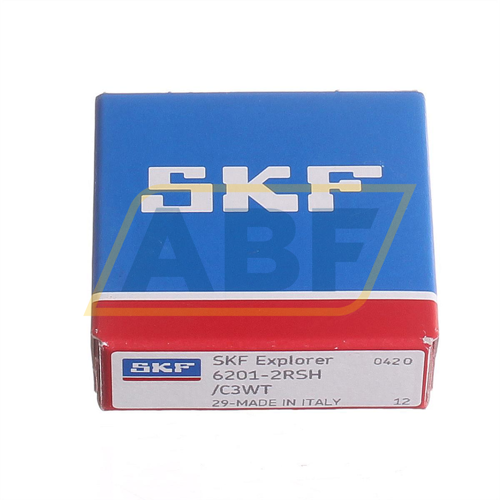 SKF
ABF
SKF
SKF Explorer 0420
6201-2RSH
/C3WT
29-MADE IN ITALY 12